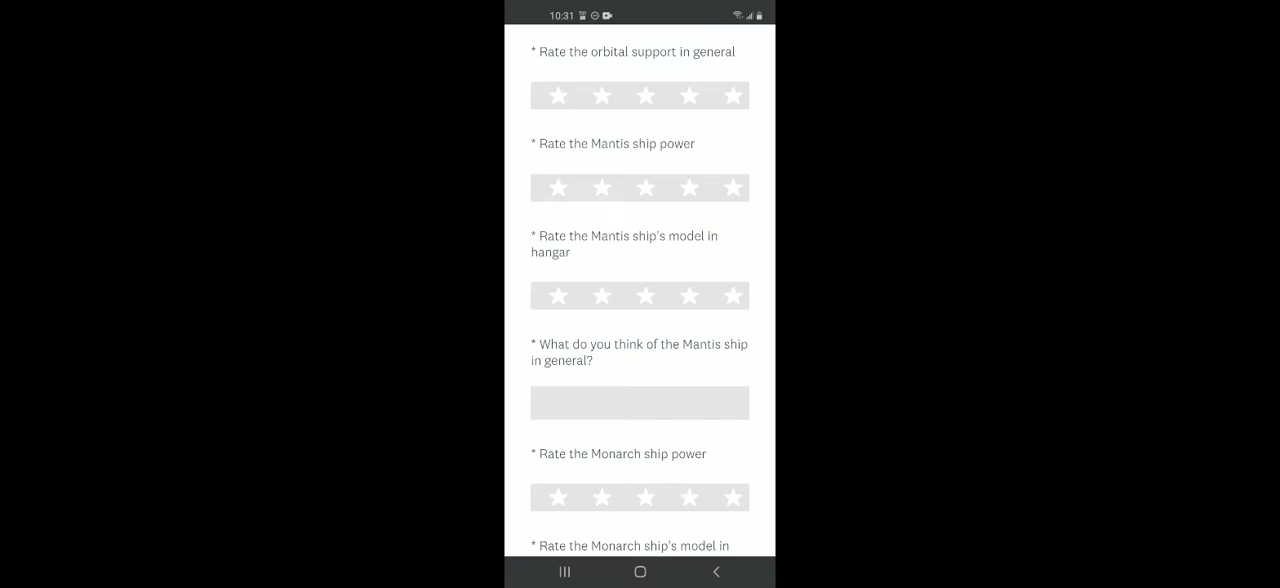 10:31
* Rate the orbital support in general
* Rate the Mantis ship power
* Rate the Mantis ship's model in
hangar
* What do you think of the Mantis ship
in general?
* Rate the Monarch ship power
* Rate the Monarch ship's model in